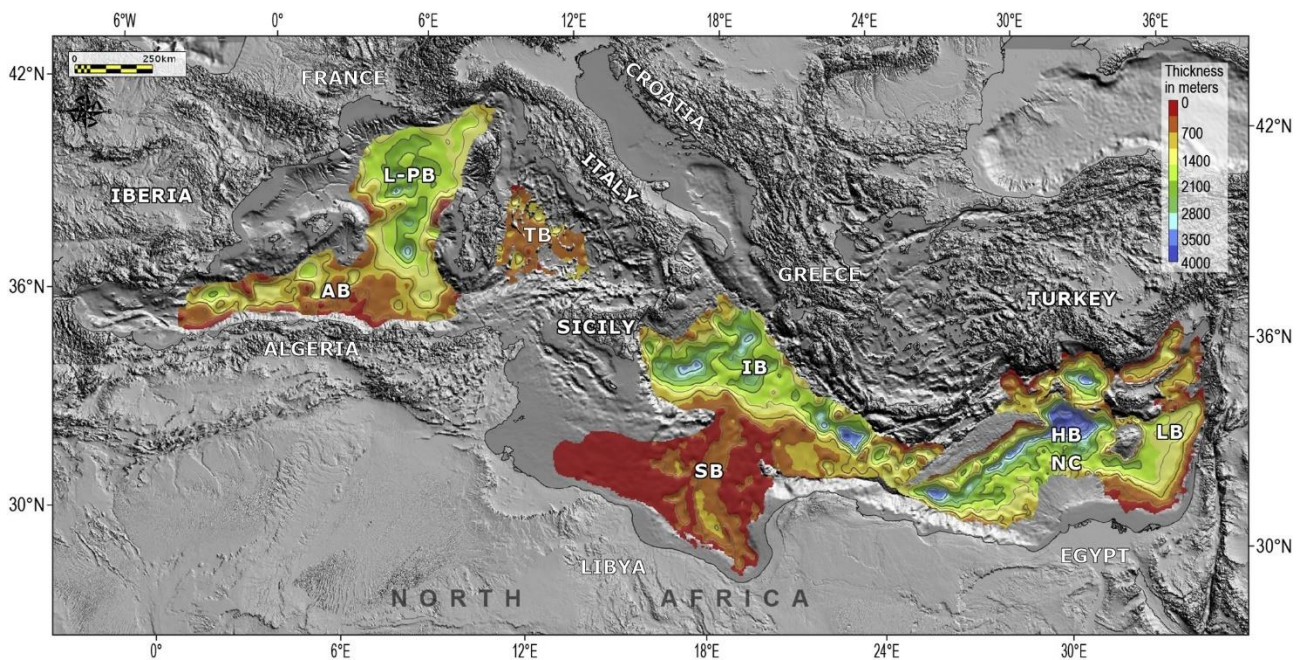 6°W 0° 6°E 12°E 18°E 24°E 30°E 36°E
0 250km
42°N
36°N
30°N
FRANCE
CROATIA
ITALY
IBERIA
L-PB
TB
AB
ALGERIA
SICILY
GREECE
TURKEY
IB
SB
HB
NC
LB
LIBYA
EGYPT
NORTH AFRICA
Thickness
in meters
0
700
1400
2100
2800
3500
4000
42°N
36°N
30°N
0° 6°E 12°E 18°E 24°E 30°E